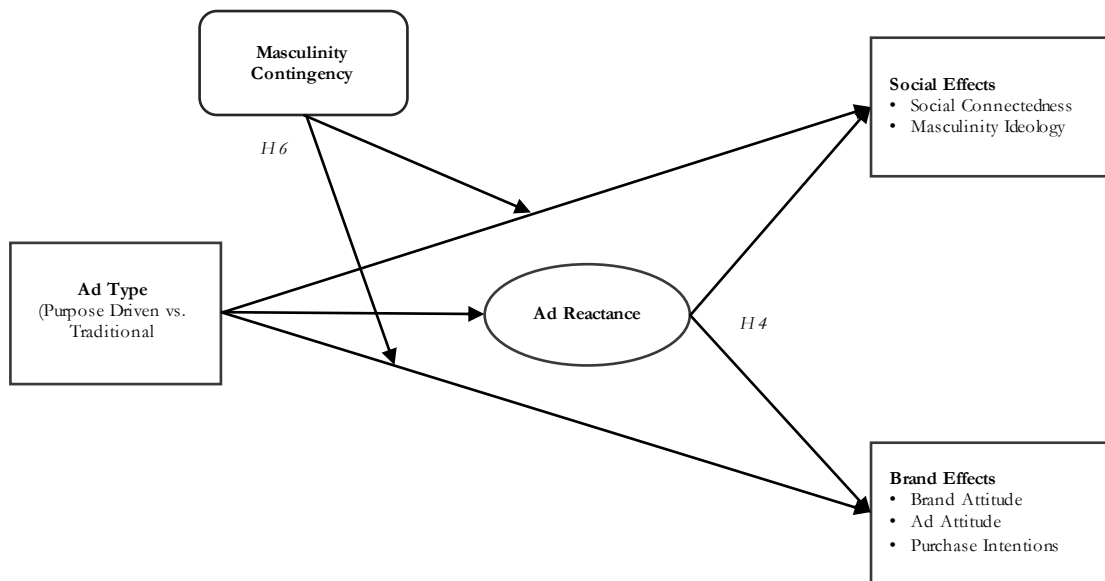 Masculinity
Contingency
Social Effects
• Social Connectedness
• Masculinity Ideology
H6
Ad Type
(Purpose Driven vs.
Traditional
Ad Reactance
H4
Brand Effects
• Brand Attitude
• Ad Attitude
• Purchase Intentions